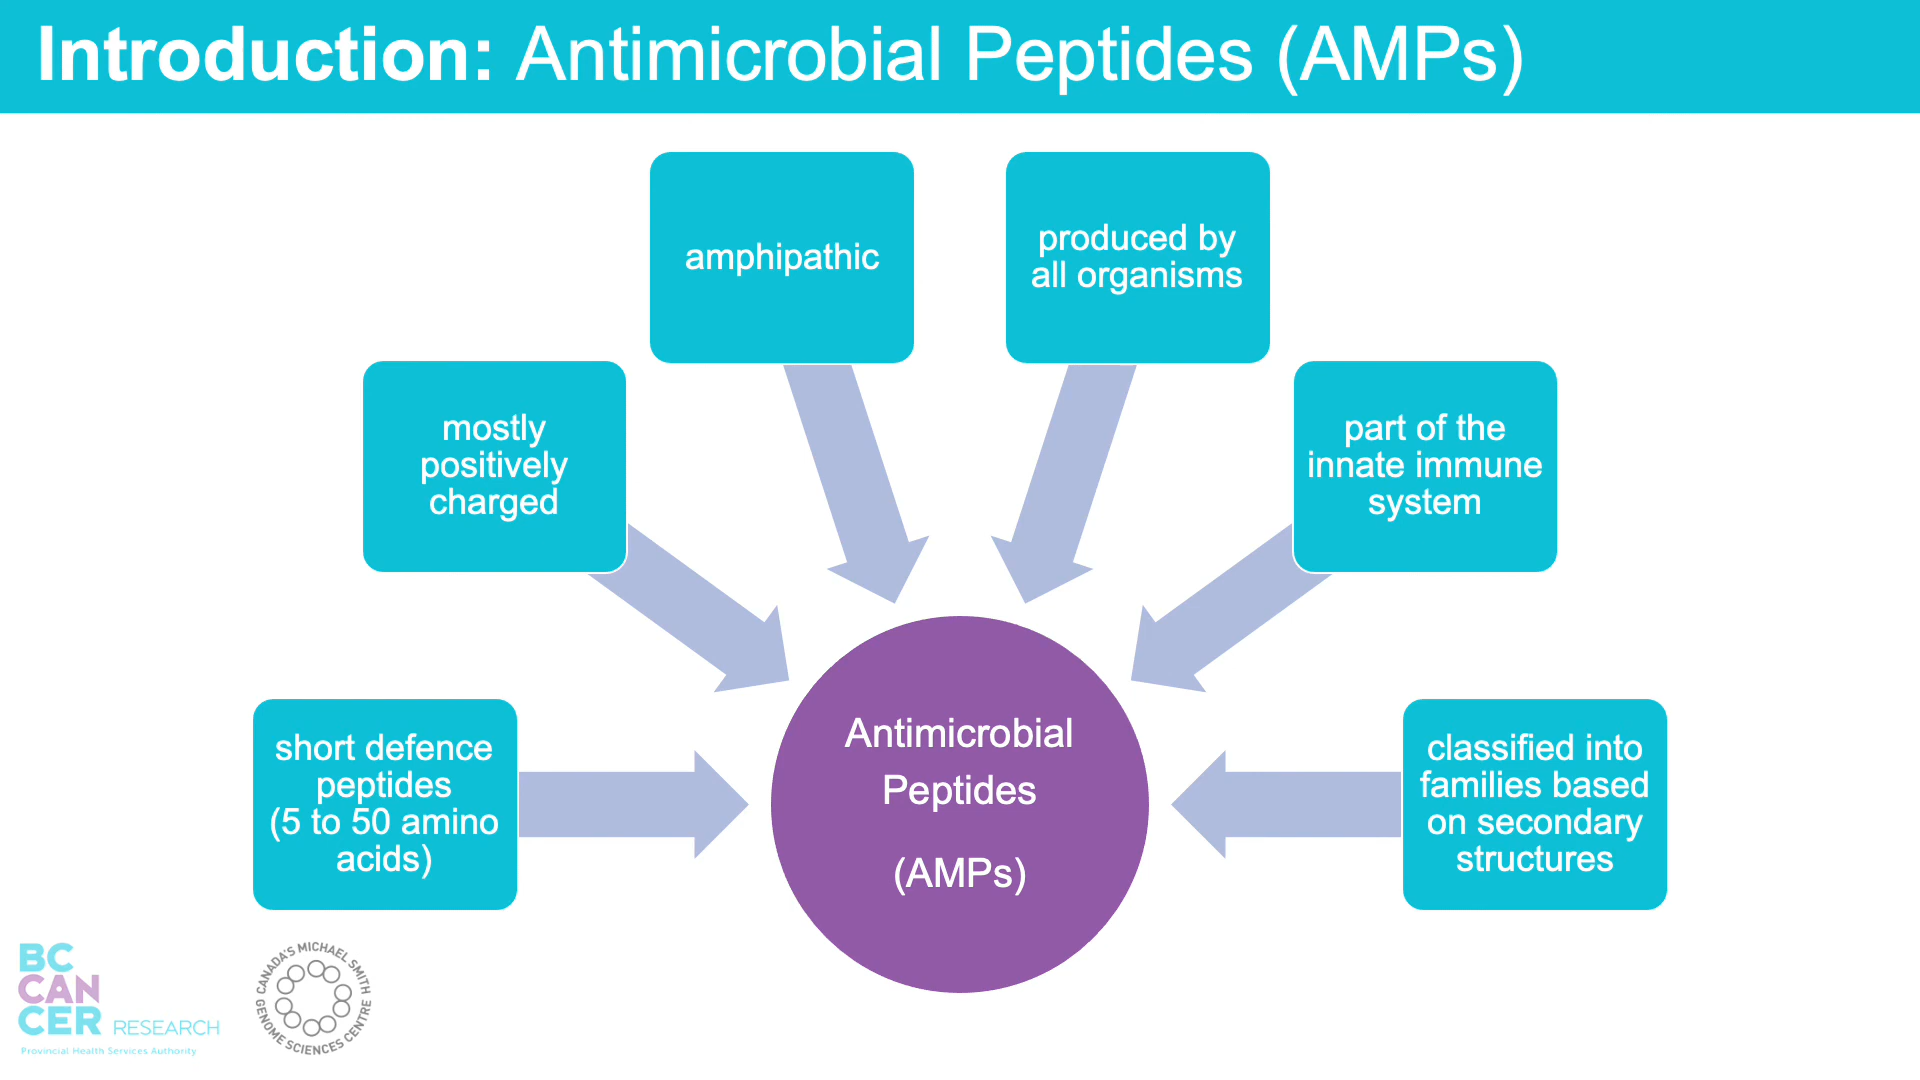 Introduction: Antimicrobial Peptides (AMPs)
amphipathic
produced by
all organisms
mostly
positively
charged
part of the
innate immune
system
short defence
peptides
(5 to 50 amino
acids)
Antimicrobial
Peptides
(AMPs)
classified into
families based
on secondary
structures
BC
CAN
CER RESEARCH
Provincial Health Services Authority
CANADA'S MICHAEL SMITH
GENOME SCIENCES CENTRE